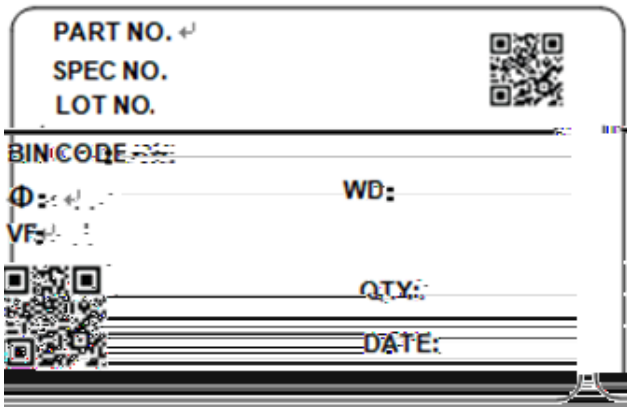 PART NO.
SPEC NO.
LOT NO.
BIN CODE
Φ:
WD:
VF:
QTY:
DATE: